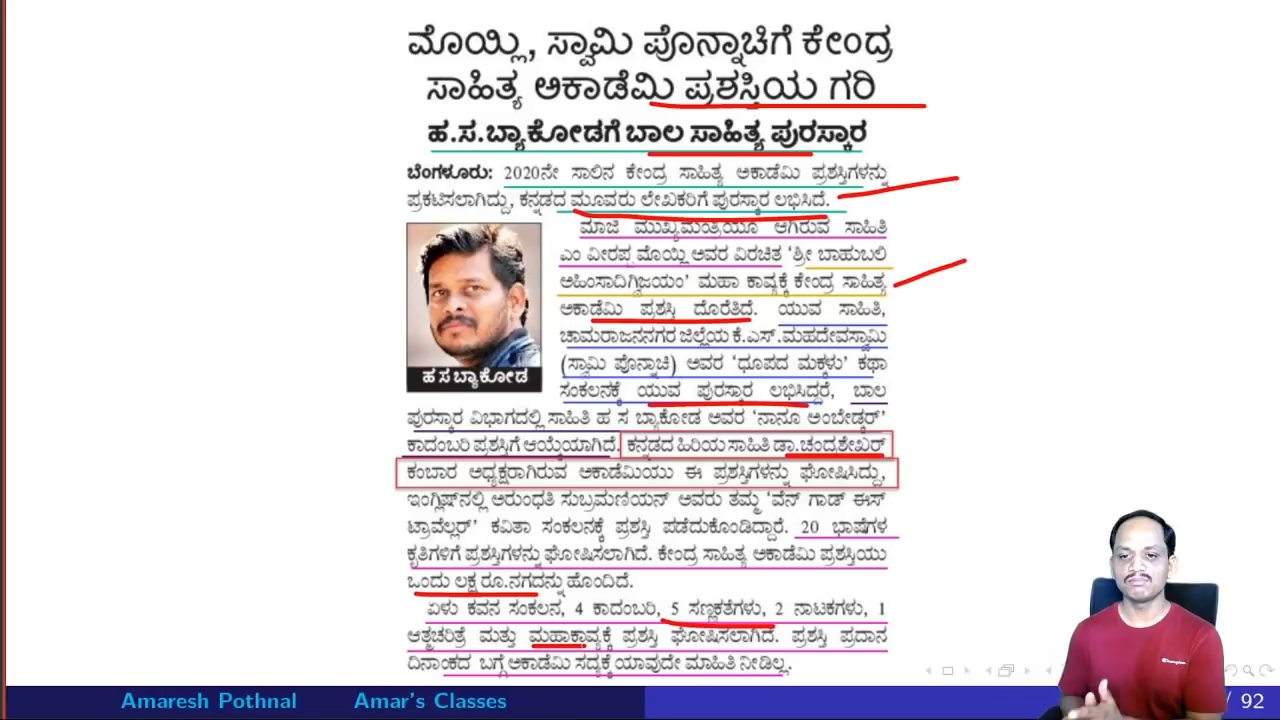 ಮೊಯ್ಲಿ, ಸ್ವಾಮಿ ಪೊನ್ನಾಚಿಗೆ ಕೇಂದ್ರ
ಸಾಹಿತ್ಯ ಅಕಾಡೆಮಿ ಪ್ರಶಸ್ತಿಯ ಗರಿ
ಹ.ಸ.ಬ್ಯಾಕೋಡಗೆ ಬಾಲ ಸಾಹಿತ್ಯ ಪುರಸ್ಕಾರ
ಬೆಂಗಳೂರು: 2020ನೇ ಸಾಲಿನ ಕೇಂದ್ರ ಸಾಹಿತ್ಯ ಅಕಾಡೆಮಿ ಪ್ರಶಸ್ತಿಗಳನ್ನು
ಪ್ರಕಟಿಸಲಾಗಿದ್ದು, ಕನ್ನಡದ ಮೂವರು ಲೇಖಕರಿಗೆ ಪುರಸ್ಕಾರ ಲಭಿಸಿದೆ.
ಮಾಜಿ ಮುಖ್ಯಮಂತ್ರಿಯೂ ಆಗಿರುವ ಸಾಹಿತಿ
ಎಂ ವೀರಪ್ಪ ಮೊಯ್ಲಿ ಅವರ ವಿರಚಿತ ‘ಶ್ರೀ ಬಾಹುಬಲಿ
ಅಹಿಂಸಾದಿಗ್ವಿಜಯಂ’ ಮಹಾ ಕಾವ್ಯಕ್ಕೆ ಕೇಂದ್ರ ಸಾಹಿತ್ಯ
ಅಕಾಡೆಮಿ ಪ್ರಶಸ್ತಿ ದೊರೆತಿದೆ. ಯುವ ಸಾಹಿತಿ,
ಚಾಮರಾಜನಗರ ಜಿಲ್ಲೆಯ ಕೆ.ಎಸ್.ಮಹದೇವಸ್ವಾಮಿ
(ಸ್ವಾಮಿ ಪೊನ್ನಾಚಿ) ಅವರ ‘ಧೂಪದ ಮಕ್ಕಳು’ ಕಥಾ
ಸಂಕಲನಕ್ಕೆ ಯುವ ಪುರಸ್ಕಾರ ಲಭಿಸಿದ್ದರೆ, ಬಾಲ
ಹ ಸ ಬ್ಯಾಕೋಡ
ಪುರಸ್ಕಾರ ವಿಭಾಗದಲ್ಲಿ ಸಾಹಿತಿ ಹ ಸ ಬ್ಯಾಕೋಡ ಅವರ ‘ನಾನೂ ಅಂಬೇಡ್ಕರ್’
ಕಾದಂಬರಿ ಪ್ರಶಸ್ತಿಗೆ ಆಯ್ಕೆಯಾಗಿದೆ. ಕನ್ನಡದ ಹಿರಿಯ ಸಾಹಿತಿ ಡಾ.ಚಂದ್ರಶೇಖರ್
ಕಂಬಾರ ಅಧ್ಯಕ್ಷರಾಗಿರುವ ಅಕಾಡೆಮಿಯು ಈ ಪ್ರಶಸ್ತಿಗಳನ್ನು ಘೋಷಿಸಿದ್ದು,
ಇಂಗ್ಲಿಷ್‌ನಲ್ಲಿ ಅರುಂಧತಿ ಸುಬ್ರಮಣಿಯನ್ ಅವರು ತಮ್ಮ ‘ವೆನ್ ಗಾಡ್ ಈಸ್
ಟ್ರಾವೆಲ್ಲರ್’ ಕವಿತಾ ಸಂಕಲನಕ್ಕೆ ಪ್ರಶಸ್ತಿ ಪಡೆದುಕೊಂಡಿದ್ದಾರೆ. 20 ಭಾಷೆಗಳ
ಕೃತಿಗಳಿಗೆ ಪ್ರಶಸ್ತಿಗಳನ್ನು ಘೋಷಿಸಲಾಗಿದೆ. ಕೇಂದ್ರ ಸಾಹಿತ್ಯ ಅಕಾಡೆಮಿ ಪ್ರಶಸ್ತಿಯು
ಒಂದು ಲಕ್ಷ ರೂ.ನಗದನ್ನು ಹೊಂದಿದೆ.
ಏಳು ಕವನ ಸಂಕಲನ, 4 ಕಾದಂಬರಿ, 5 ಸಣ್ಣಕತೆಗಳು, 2 ನಾಟಕಗಳು, 1
ಆತ್ಮಚರಿತ್ರೆ ಮತ್ತು ಮಹಾಕಾವ್ಯಕ್ಕೆ ಪ್ರಶಸ್ತಿ ಘೋಷಿಸಲಾಗಿದೆ. ಪ್ರಶಸ್ತಿ ಪ್ರದಾನ
ದಿನಾಂಕದ ಬಗ್ಗೆ ಅಕಾಡೆಮಿ ಸದ್ಯಕ್ಕೆ ಯಾವುದೇ ಮಾಹಿತಿ ನೀಡಿಲ್ಲ.
Amaresh Pothnal Amar's Classes / 92